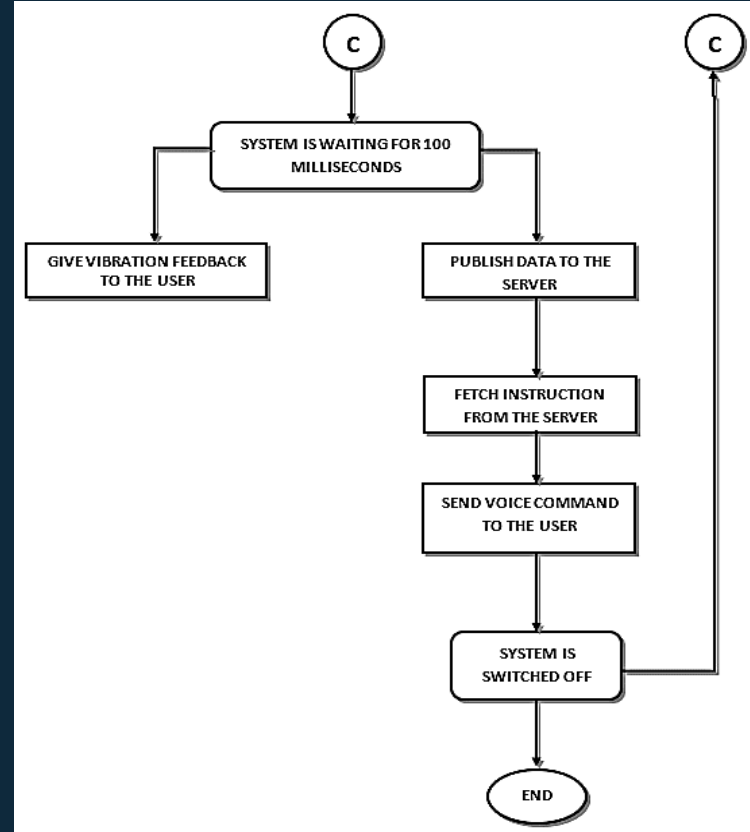 C
C
SYSTEM IS WAITING FOR 100
MILLISECONDS
GIVE VIBRATION FEEDBACK
TO THE USER
PUBLISH DATA TO THE
SERVER
FETCH INSTRUCTION
FROM THE SERVER
SEND VOICE COMMAND
TO THE USER
SYSTEM IS
SWITCHED OFF
END